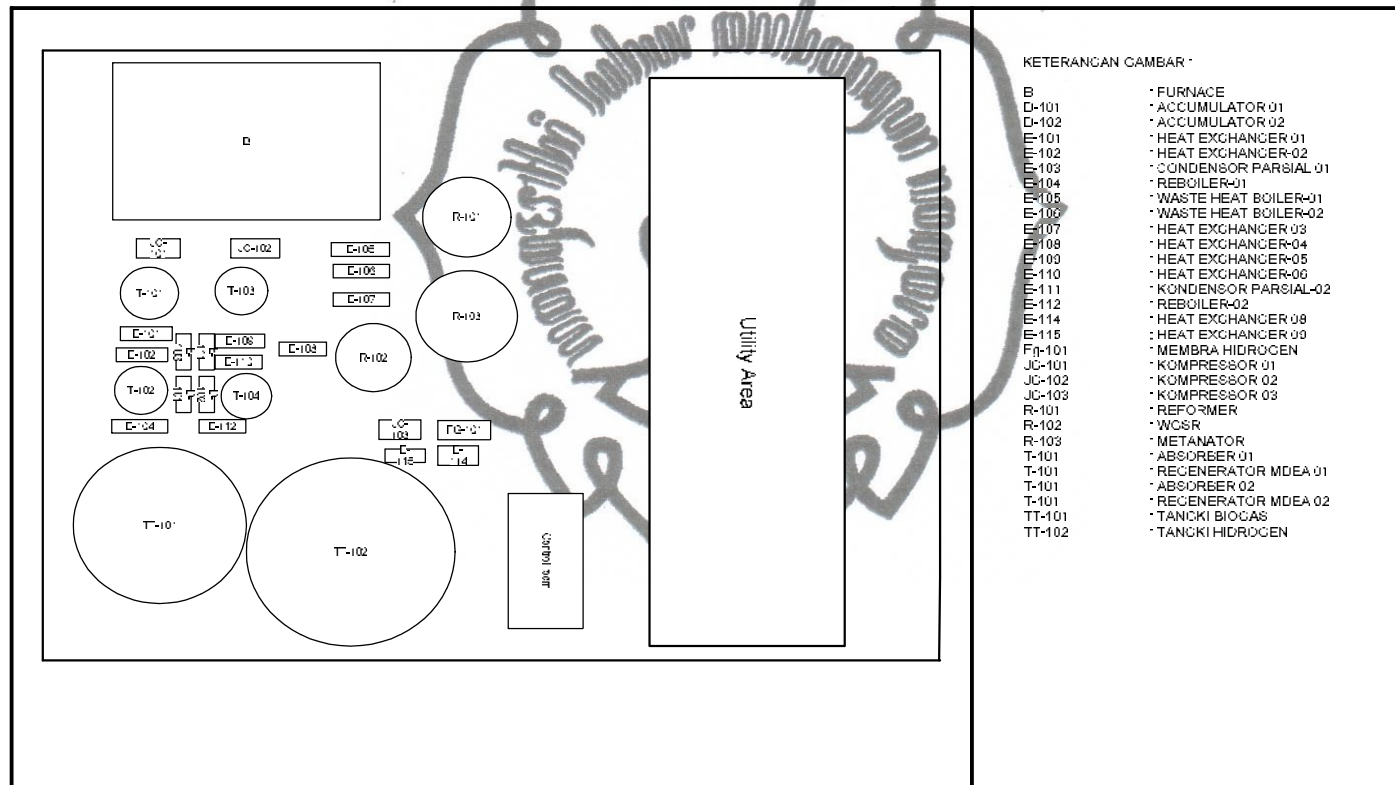 KETERANGAN GAMBAR :
B : FURNACE
D-101 : ACCUMULATOR 01
D-102 : ACCUMULATOR 02
E-101 : HEAT EXCHANGER 01
E-102 : HEAT EXCHANGER-02
E-103 : CONDENSOR PARSIAL 01
E-104 : REBOILER-01
E-105 : WASTE HEAT BOILER-01
E-106 : WASTE HEAT BOILER-02
E-107 : HEAT EXCHANGER 03
E-108 : HEAT EXCHANGER-04
E-109 : HEAT EXCHANGER-05
E-110 : HEAT EXCHANGER-06
E-111 : KONDENSOR PARSIAL-02
E-112 : REBOILER-02
E-114 : HEAT EXCHANGER 08
E-115 : HEAT EXCHANGER 09
Fg-101 : MEMBRA HIDROGEN
JC-101 : KOMPRESSOR 01
JC-102 : KOMPRESSOR 02
JC-103 : KOMPRESSOR 03
R-101 : REFORMER
R-102 : WGSR
R-103 : METANATOR
T-101 : ABSORBER 01
T-101 : REGENERATOR MDEA 01
T-101 : ABSORBER 02
T-101 : REGENERATOR MDEA 02
TT-101 : TANGKI BIOGAS
TT-102 : TANGKI HIDROGEN
B
R-101
JC-102
E-105
E-106
T-101
T-103
E-107
R-103
E-101
E-102
E-108
R-102
T-102
T-104
E-104
E-112
JC-
103
FG-101
E-
115
E-
114
TT-101
TT-102
Control
Utility Area